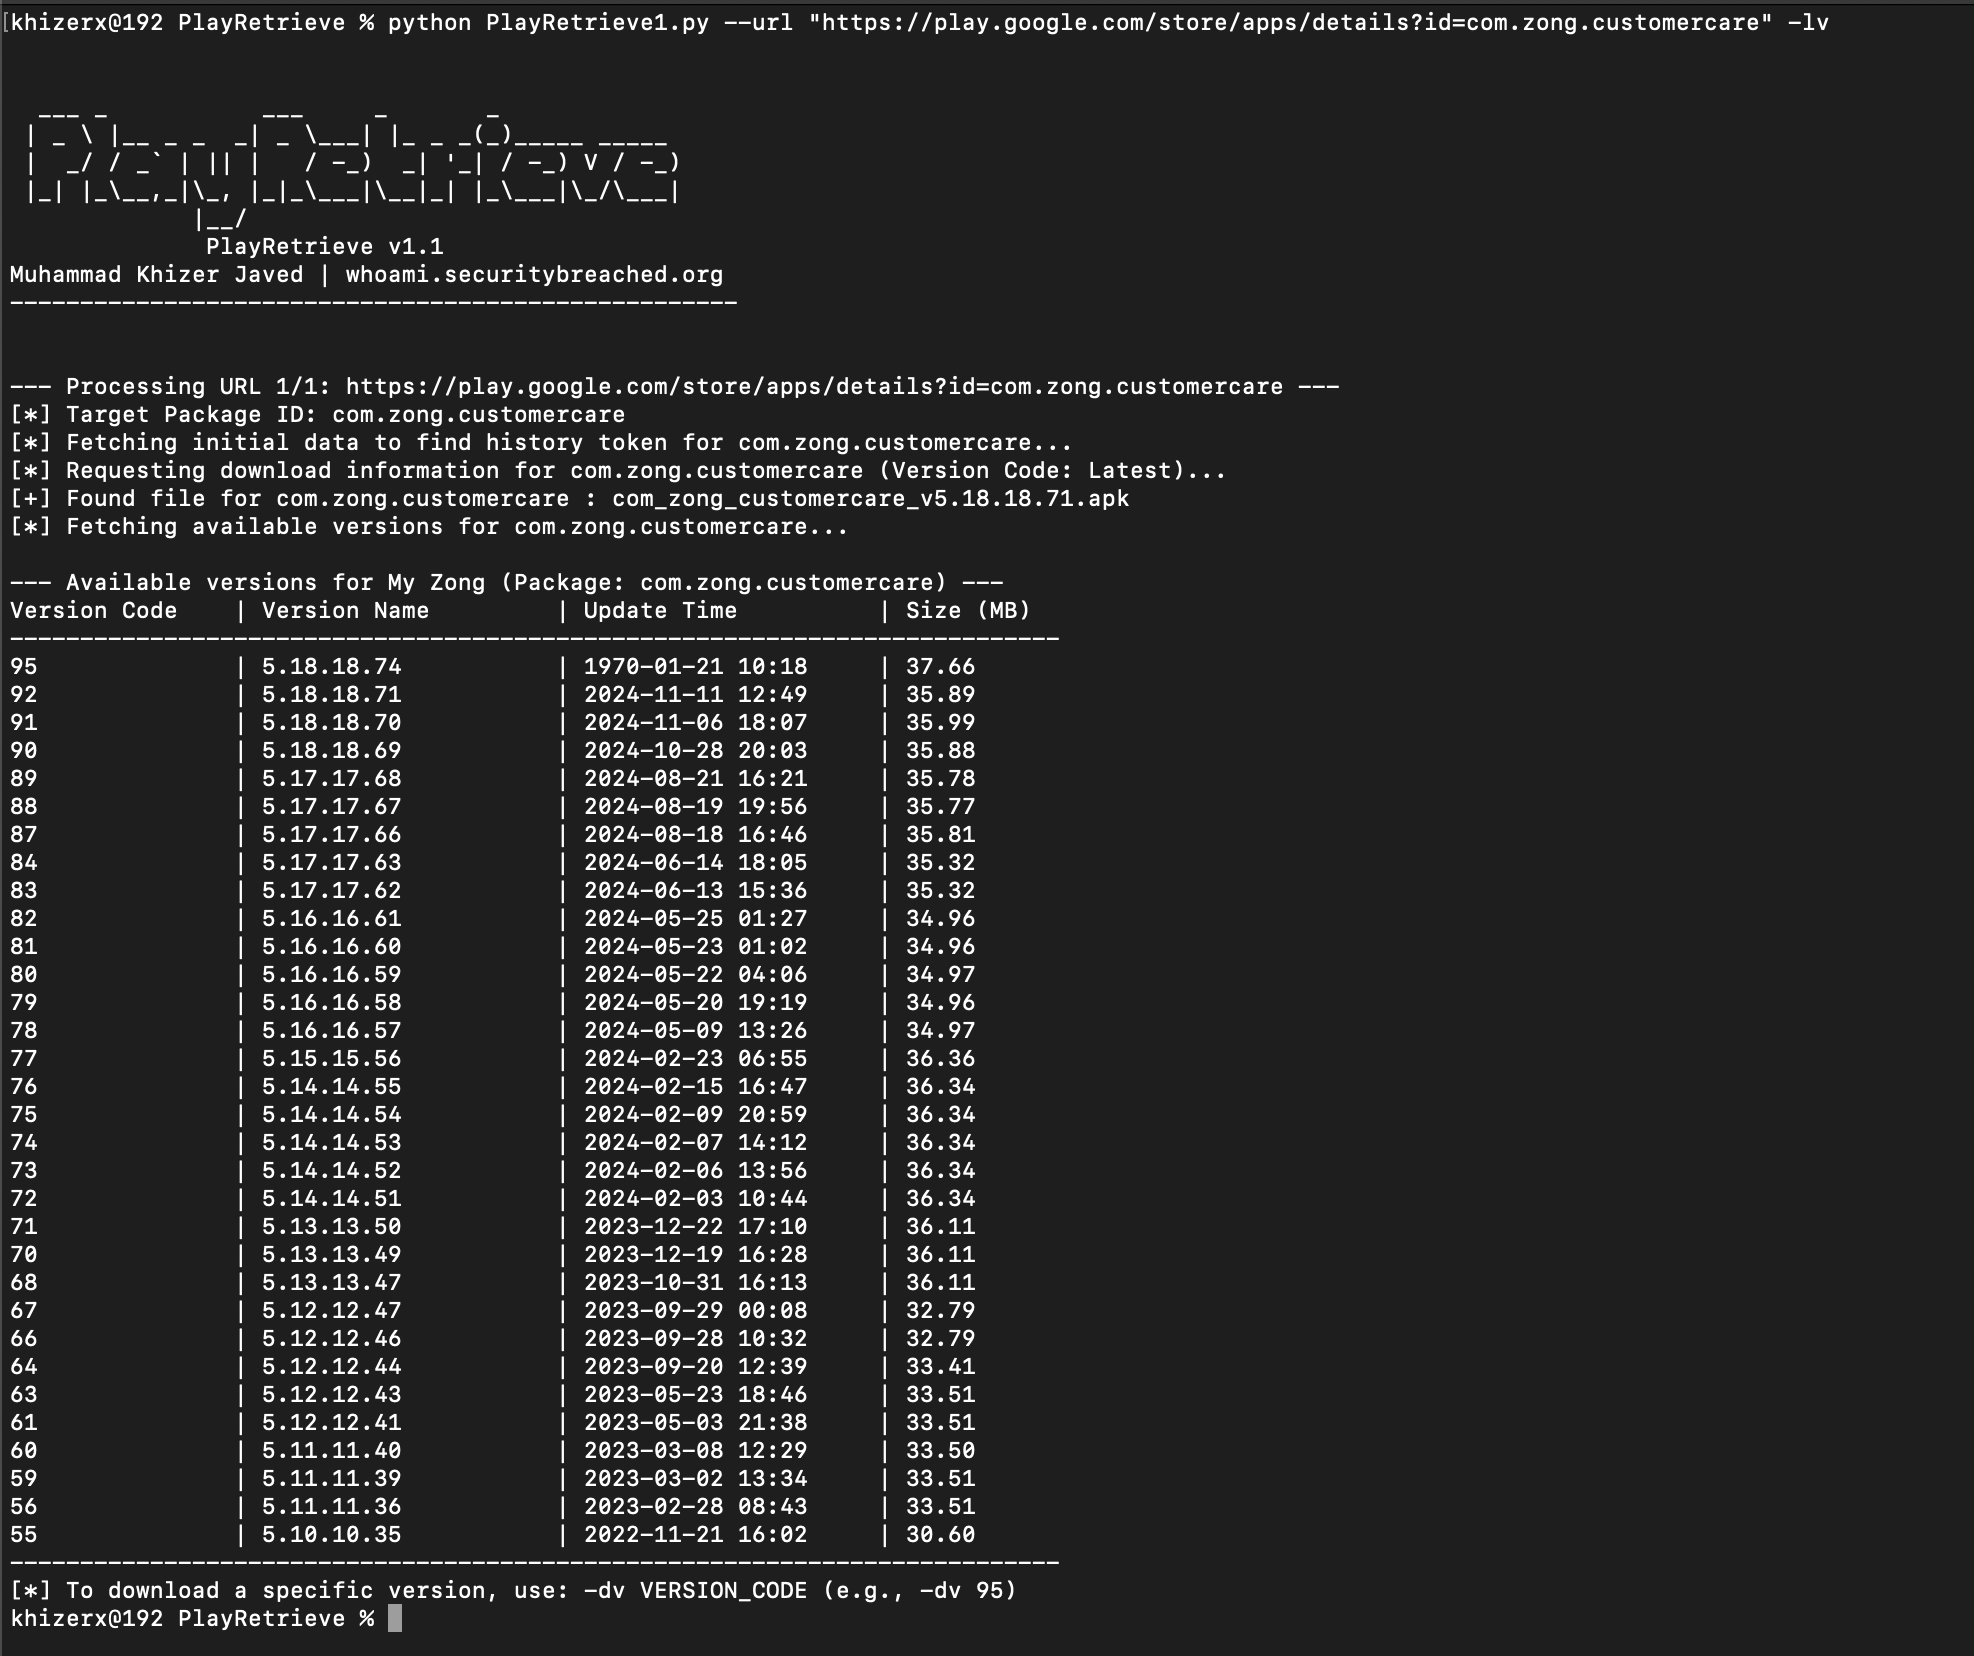 [khizerx@192 PlayRetrieve % python PlayRetrieve1.py --url "https://play.google.com/store/apps/details?id=com.zong.customercare" -lv
  ___ _           ___     _       _
 | _ \ |__ _ _  _| _ \___| |_ _ _(_)_____ _____
 |  _/ / _` | || |   / -_)  _| '_| / -_) V / -_)
 |_| |_\__,_|\_, |_|_\___|\__|_| |_\___|\_/\___|
             |__/
              PlayRetrieve v1.1
Muhammad Khizer Javed | whoami.securitybreached.org
----------------------------------------------------
--- Processing URL 1/1: https://play.google.com/store/apps/details?id=com.zong.customercare ---
[*] Target Package ID: com.zong.customercare
[*] Fetching initial data to find history token for com.zong.customercare...
[*] Requesting download information for com.zong.customercare (Version Code: Latest)...
[+] Found file for com.zong.customercare : com_zong_customercare_v5.18.18.71.apk
[*] Fetching available versions for com.zong.customercare...
--- Available versions for My Zong (Package: com.zong.customercare) ---
Version Code    | Version Name         | Update Time          | Size (MB)
---------------------------------------------------------------------------
95              | 5.18.18.74           | 1970-01-21 10:18     | 37.66
92              | 5.18.18.71           | 2024-11-11 12:49     | 35.89
91              | 5.18.18.70           | 2024-11-06 18:07     | 35.99
90              | 5.18.18.69           | 2024-10-28 20:03     | 35.88
89              | 5.17.17.68           | 2024-08-21 16:21     | 35.78
88              | 5.17.17.67           | 2024-08-19 19:56     | 35.77
87              | 5.17.17.66           | 2024-08-18 16:46     | 35.81
84              | 5.17.17.63           | 2024-06-14 18:05     | 35.32
83              | 5.17.17.62           | 2024-06-13 15:36     | 35.32
82              | 5.16.16.61           | 2024-05-25 01:27     | 34.96
81              | 5.16.16.60           | 2024-05-23 01:02     | 34.96
80              | 5.16.16.59           | 2024-05-22 04:06     | 34.97
79              | 5.16.16.58           | 2024-05-20 19:19     | 34.96
78              | 5.16.16.57           | 2024-05-09 13:26     | 34.97
77              | 5.15.15.56           | 2024-02-23 06:55     | 36.36
76              | 5.14.14.55           | 2024-02-15 16:47     | 36.34
75              | 5.14.14.54           | 2024-02-09 20:59     | 36.34
74              | 5.14.14.53           | 2024-02-07 14:12     | 36.34
73              | 5.14.14.52           | 2024-02-06 13:56     | 36.34
72              | 5.14.14.51           | 2024-02-03 10:44     | 36.34
71              | 5.13.13.50           | 2023-12-22 17:10     | 36.11
70              | 5.13.13.49           | 2023-12-19 16:28     | 36.11
68              | 5.13.13.47           | 2023-10-31 16:13     | 36.11
67              | 5.12.12.47           | 2023-09-29 00:08     | 32.79
66              | 5.12.12.46           | 2023-09-28 10:32     | 32.79
64              | 5.12.12.44           | 2023-09-20 12:39     | 33.41
63              | 5.12.12.43           | 2023-05-23 18:46     | 33.51
61              | 5.12.12.41           | 2023-05-03 21:38     | 33.51
60              | 5.11.11.40           | 2023-03-08 12:29     | 33.50
59              | 5.11.11.39           | 2023-03-02 13:34     | 33.51
56              | 5.11.11.36           | 2023-02-28 08:43     | 33.51
55              | 5.10.10.35           | 2022-11-21 16:02     | 30.60
---------------------------------------------------------------------------
[*] To download a specific version, use: -dv VERSION_CODE (e.g., -dv 95)
khizerx@192 PlayRetrieve %